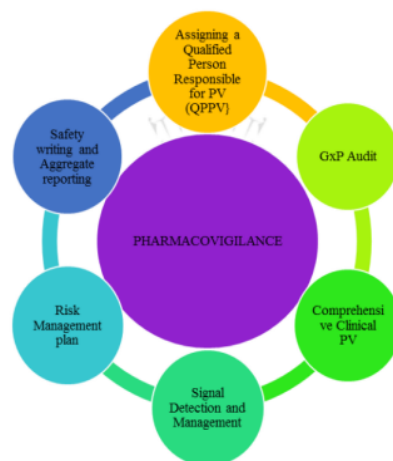 Assigning a
Qualified
Person
Responsible
for PV
(QPPV}
Safety
writing and
Aggregate
reporting
GxP Audit
PHARMACOVIGILANCE
Risk
Management
plan
Comprehensi
ve Clinical
PV
Signal
Detection and
Management